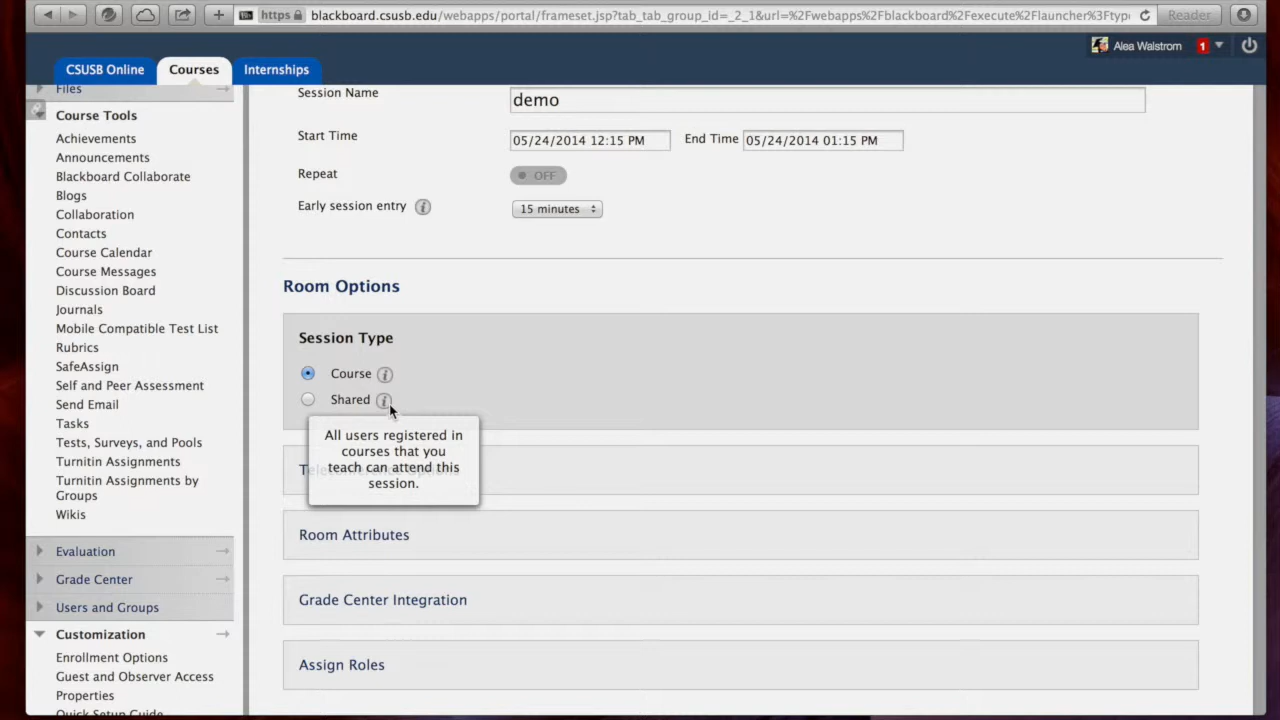 https blackboard.csusb.edu/webapps/portal/frameset.jsp?tab_tab_group_id=_2_1&url=%2Fwebapps%2Fblackboard%2Fexecute%2Flauncher%3Ftyp
Reader
Alea Walstrom 1
CSUSB Online Courses Internships
Files
Course Tools
Achievements
Announcements
Blackboard Collaborate
Blogs
Collaboration
Contacts
Course Calendar
Course Messages
Discussion Board
Journals
Mobile Compatible Test List
Rubrics
SafeAssign
Self and Peer Assessment
Send Email
Tasks
Tests, Surveys, and Pools
Turnitin Assignments
Turnitin Assignments by
Groups
Wikis
Evaluation
Grade Center
Users and Groups
Customization
Enrollment Options
Guest and Observer Access
Properties
Quick Setup Guide
Session Name demo
Start Time 05/24/2014 12:15 PM End Time 05/24/2014 01:15 PM
Repeat OFF
Early session entry i 15 minutes
Room Options
Session Type
Course i
Shared i
All users registered in
courses that you
teach can attend this
session.
Room Attributes
Grade Center Integration
Assign Roles